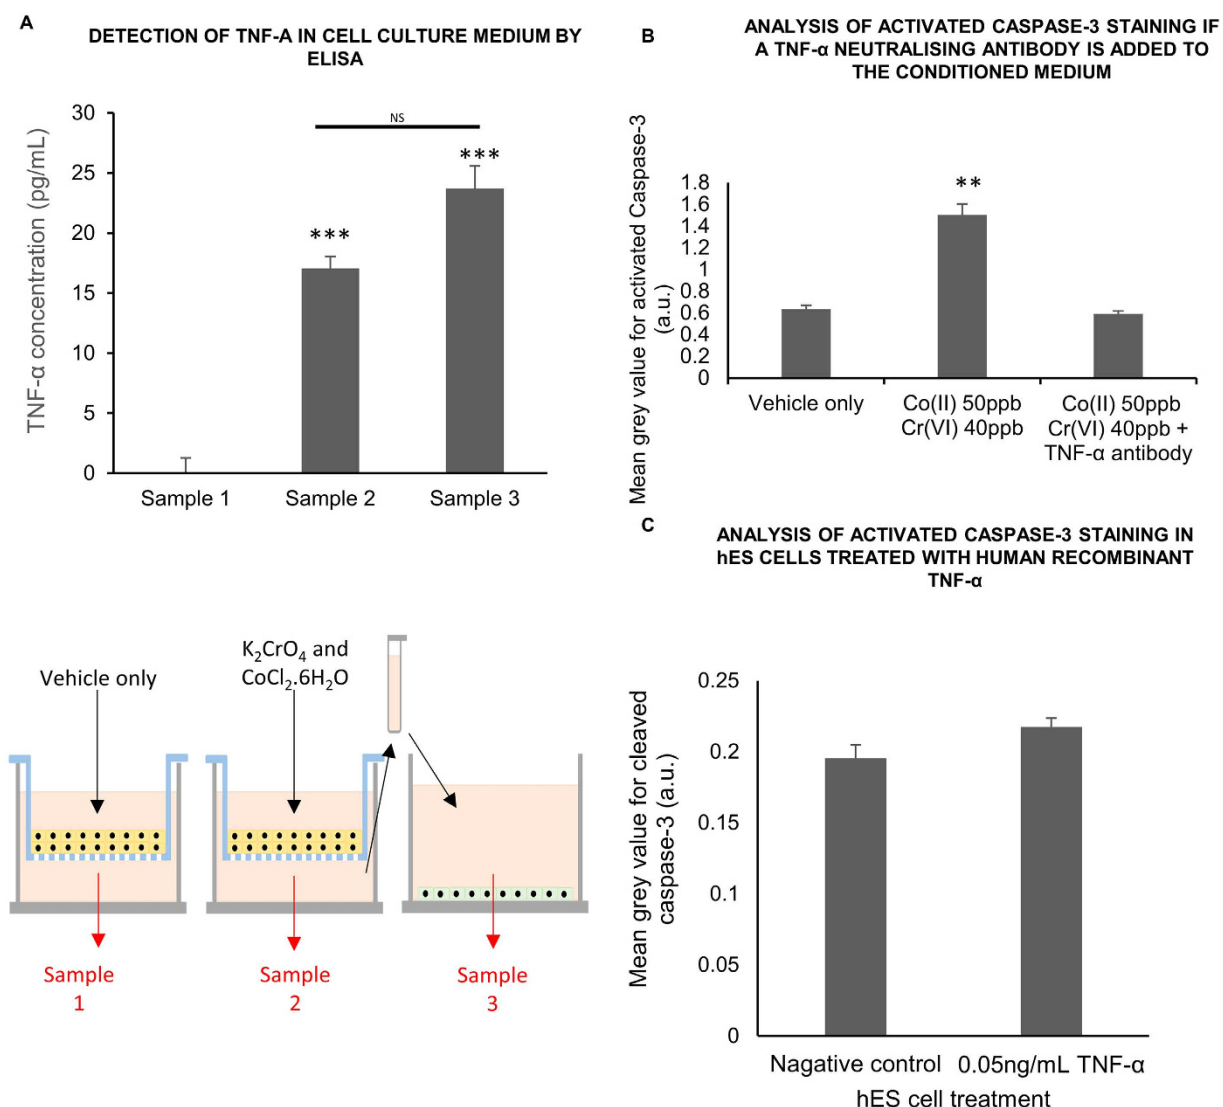 A
DETECTION OF TNF-A IN CELL CULTURE MEDIUM BY
ELISA
TNF-α concentration (pg/mL)
30
25
20
15
10
5
0
NS
***
***
Sample 1
Sample 2
Sample 3
Vehicle only
K₂CrO₄ and
CoCl₂.6H₂O
Sample
1
Sample
2
Sample
3
B
ANALYSIS OF ACTIVATED CASPASE-3 STAINING IF
A TNF-α NEUTRALISING ANTIBODY IS ADDED TO
THE CONDITIONED MEDIUM
Mean grey value for activated Caspase-3
(a.u.)
1.8
1.6
1.4
1.2
1
0.8
0.6
0.4
0.2
0
**
Vehicle only
Co(II) 50ppb
Cr(VI) 40ppb
Co(II) 50ppb
Cr(VI) 40ppb +
TNF-α antibody
C
ANALYSIS OF ACTIVATED CASPASE-3 STAINING IN
hES CELLS TREATED WITH HUMAN RECOMBINANT
TNF-α
Mean grey value for cleaved
caspase-3 (a.u.)
0.25
0.2
0.15
0.1
0.05
0
Nagative control
0.05ng/mL TNF-α
hES cell treatment